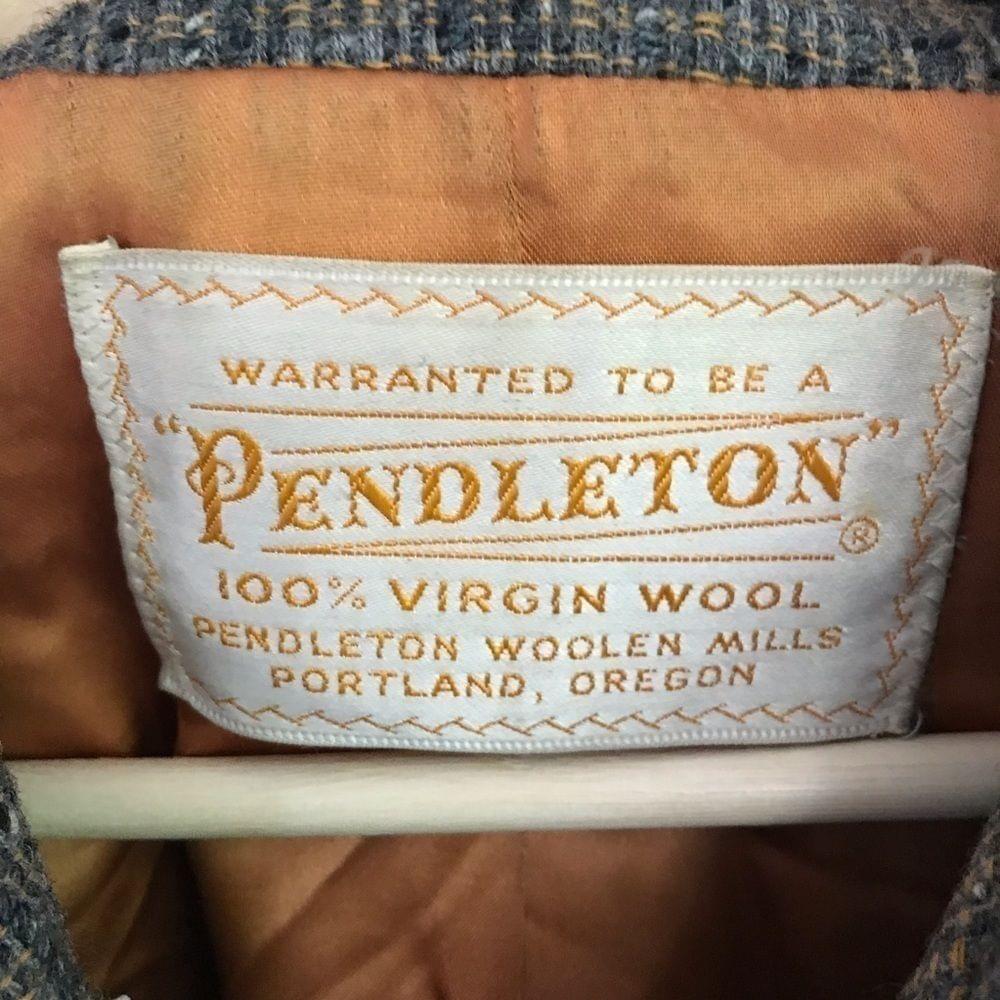 WARRANTED TO BE A
"PENDLETON" ®
100% VIRGIN WOOL
PENDLETON WOOLEN MILLS
PORTLAND, OREGON